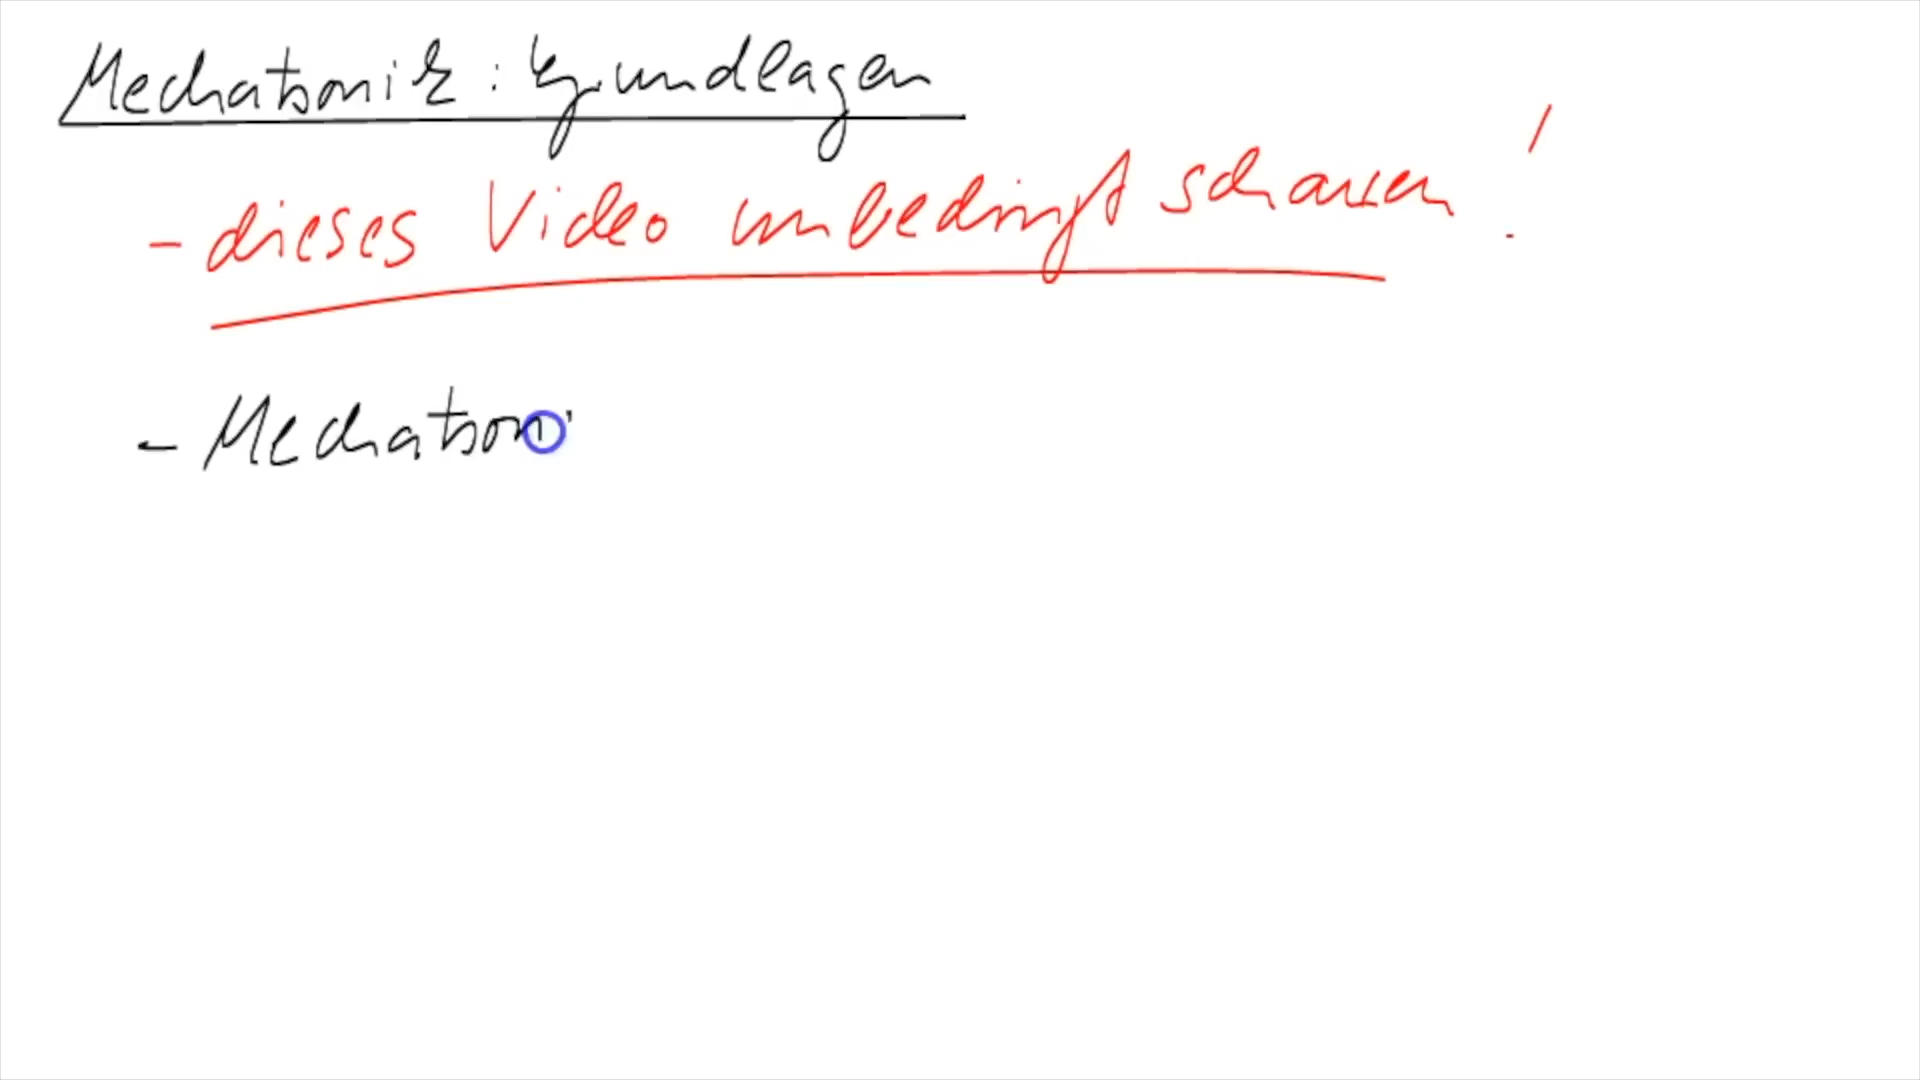 Mechatronik: Grundlagen
- dieses Video unbedingt schauen!
- Mechatroni